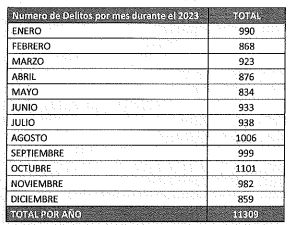 Numero de Delitos por mes durante el 2023 TOTAL
ENERO 990
FEBRERO 868
MARZO 923
ABRIL 876
MAYO 834
JUNIO 933
JULIO 938
AGOSTO 1006
SEPTIEMBRE 999
OCTUBRE 1101
NOVIEMBRE 982
DICIEMBRE 859
TOTAL POR AÑO 11309